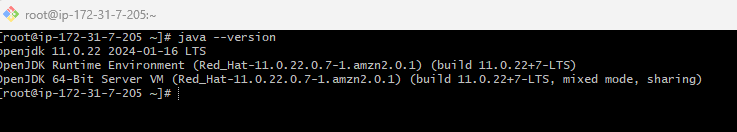 root@ip-172-31-7-205:~
[root@ip-172-31-7-205 ~]# java --version
openjdk 11.0.22 2024-01-16 LTS
OpenJDK Runtime Environment (Red_Hat-11.0.22.0.7-1.amzn2.0.1) (build 11.0.22+7-LTS)
OpenJDK 64-Bit Server VM (Red_Hat-11.0.22.0.7-1.amzn2.0.1) (build 11.0.22+7-LTS, mixed mode, sharing)
[root@ip-172-31-7-205 ~]#